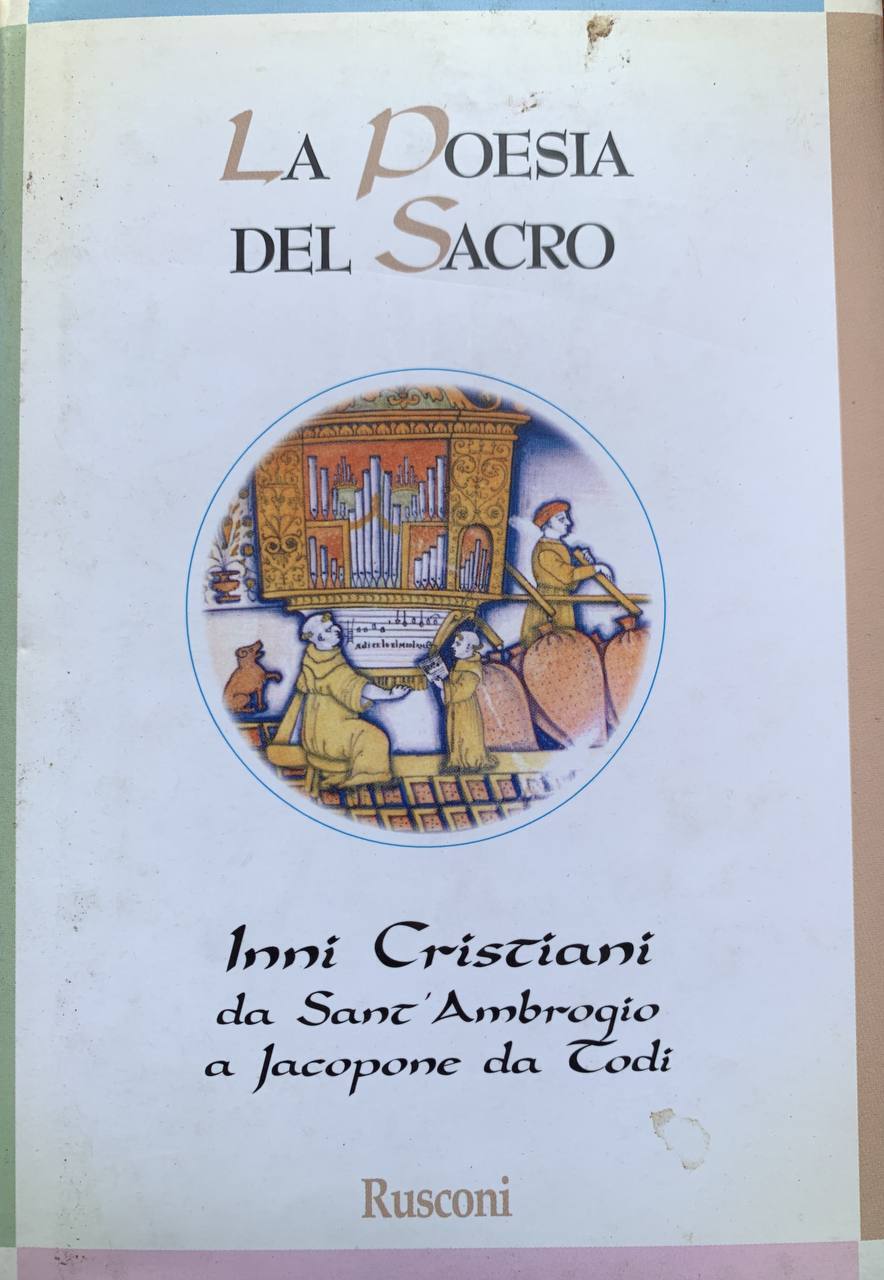 La Poesia
del Sacro
Inni Cristiani
da Sant'Ambrogio
a Jacopone da Todi
Rusconi